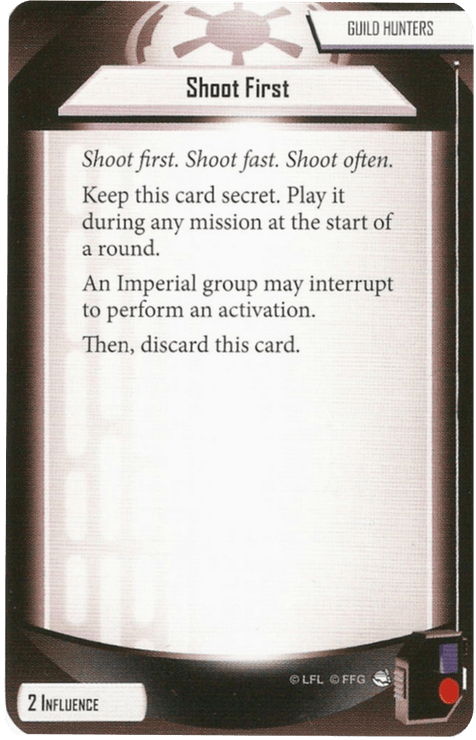 GUILD HUNTERS
Shoot First
Shoot first. Shoot fast. Shoot often.
Keep this card secret. Play it
during any mission at the start of
a round.
An Imperial group may interrupt
to perform an activation.
Then, discard this card.
© LFL © FFG
2 INFLUENCE